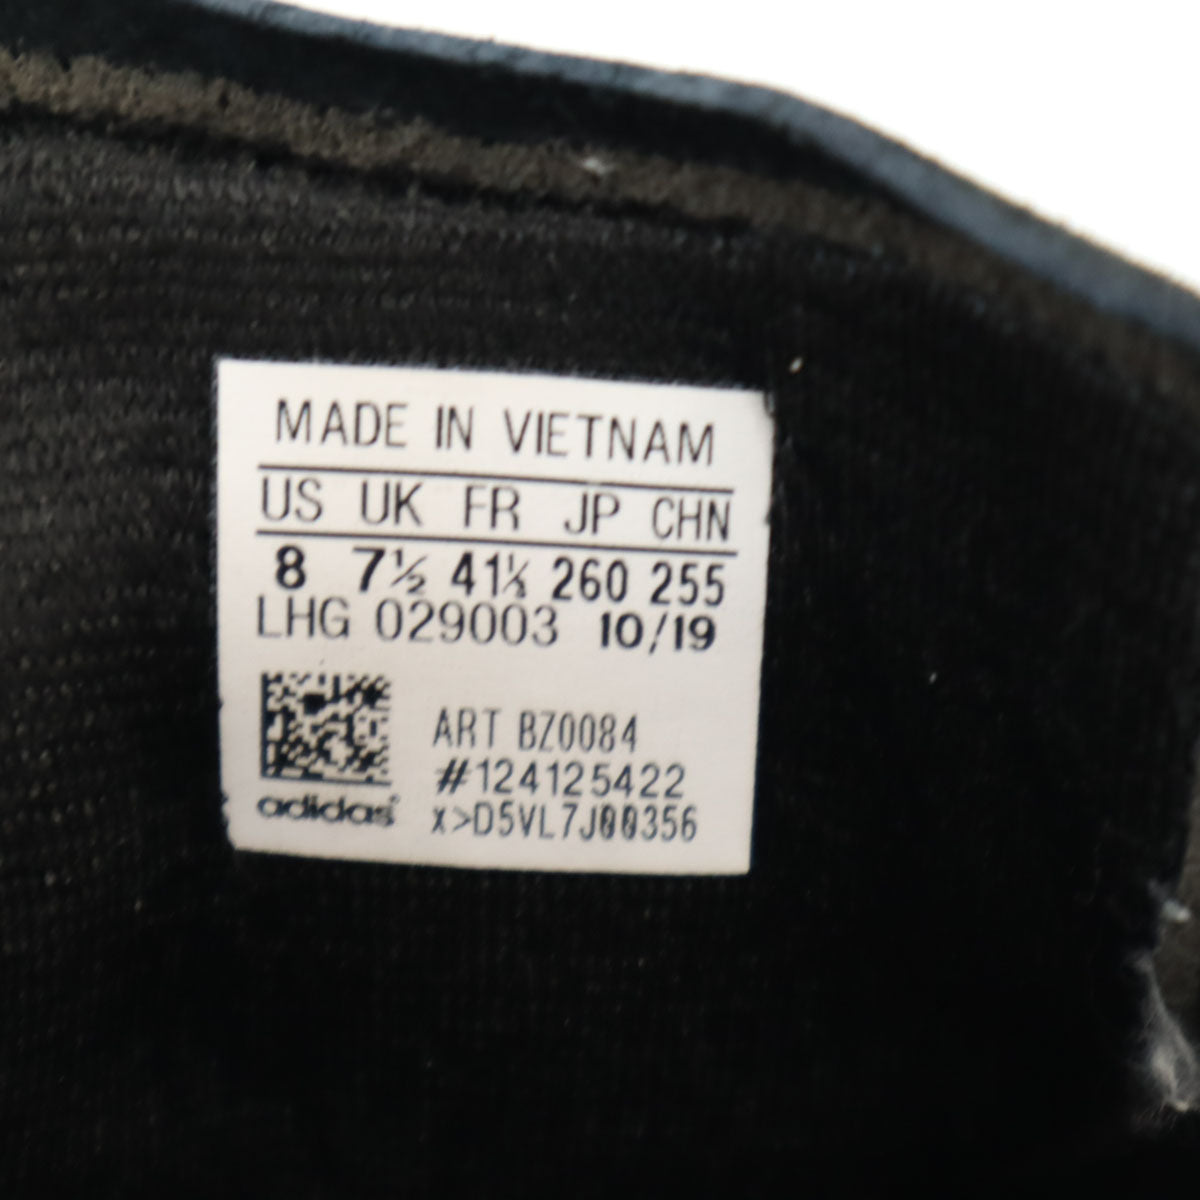 MADE IN VIETNAM
US UK FR JP CHN
8 7½ 41⅓ 260 255
LHG 029003 10/19
ART BZ0084
#124125422
x>D5VL7J00356
adidas